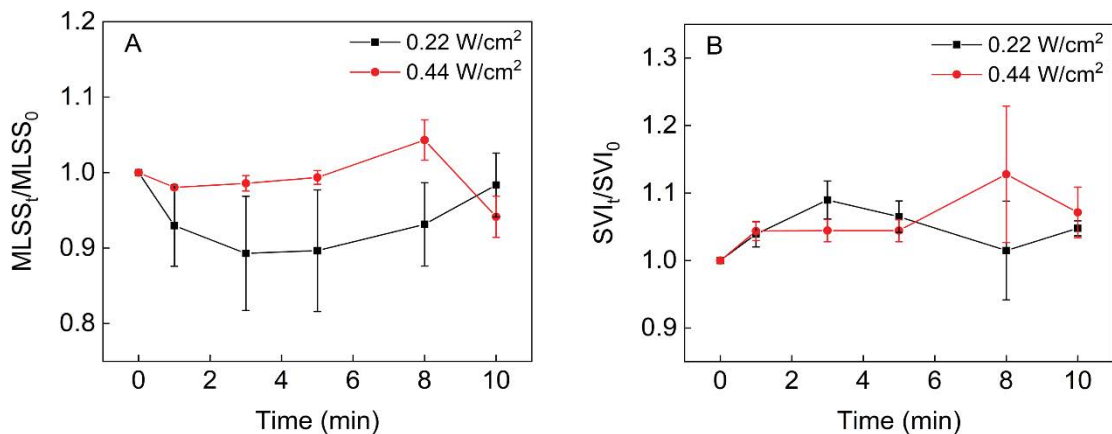 A
0.22 W/cm²
0.44 W/cm²
MLSSₜ/MLSS₀
1.2
1.1
1.0
0.9
0.8
0 2 4 6 8 10
Time (min)
B
0.22 W/cm²
0.44 W/cm²
SVIₜ/SVI₀
1.3
1.2
1.1
1.0
0.9
0 2 4 6 8 10
Time (min)